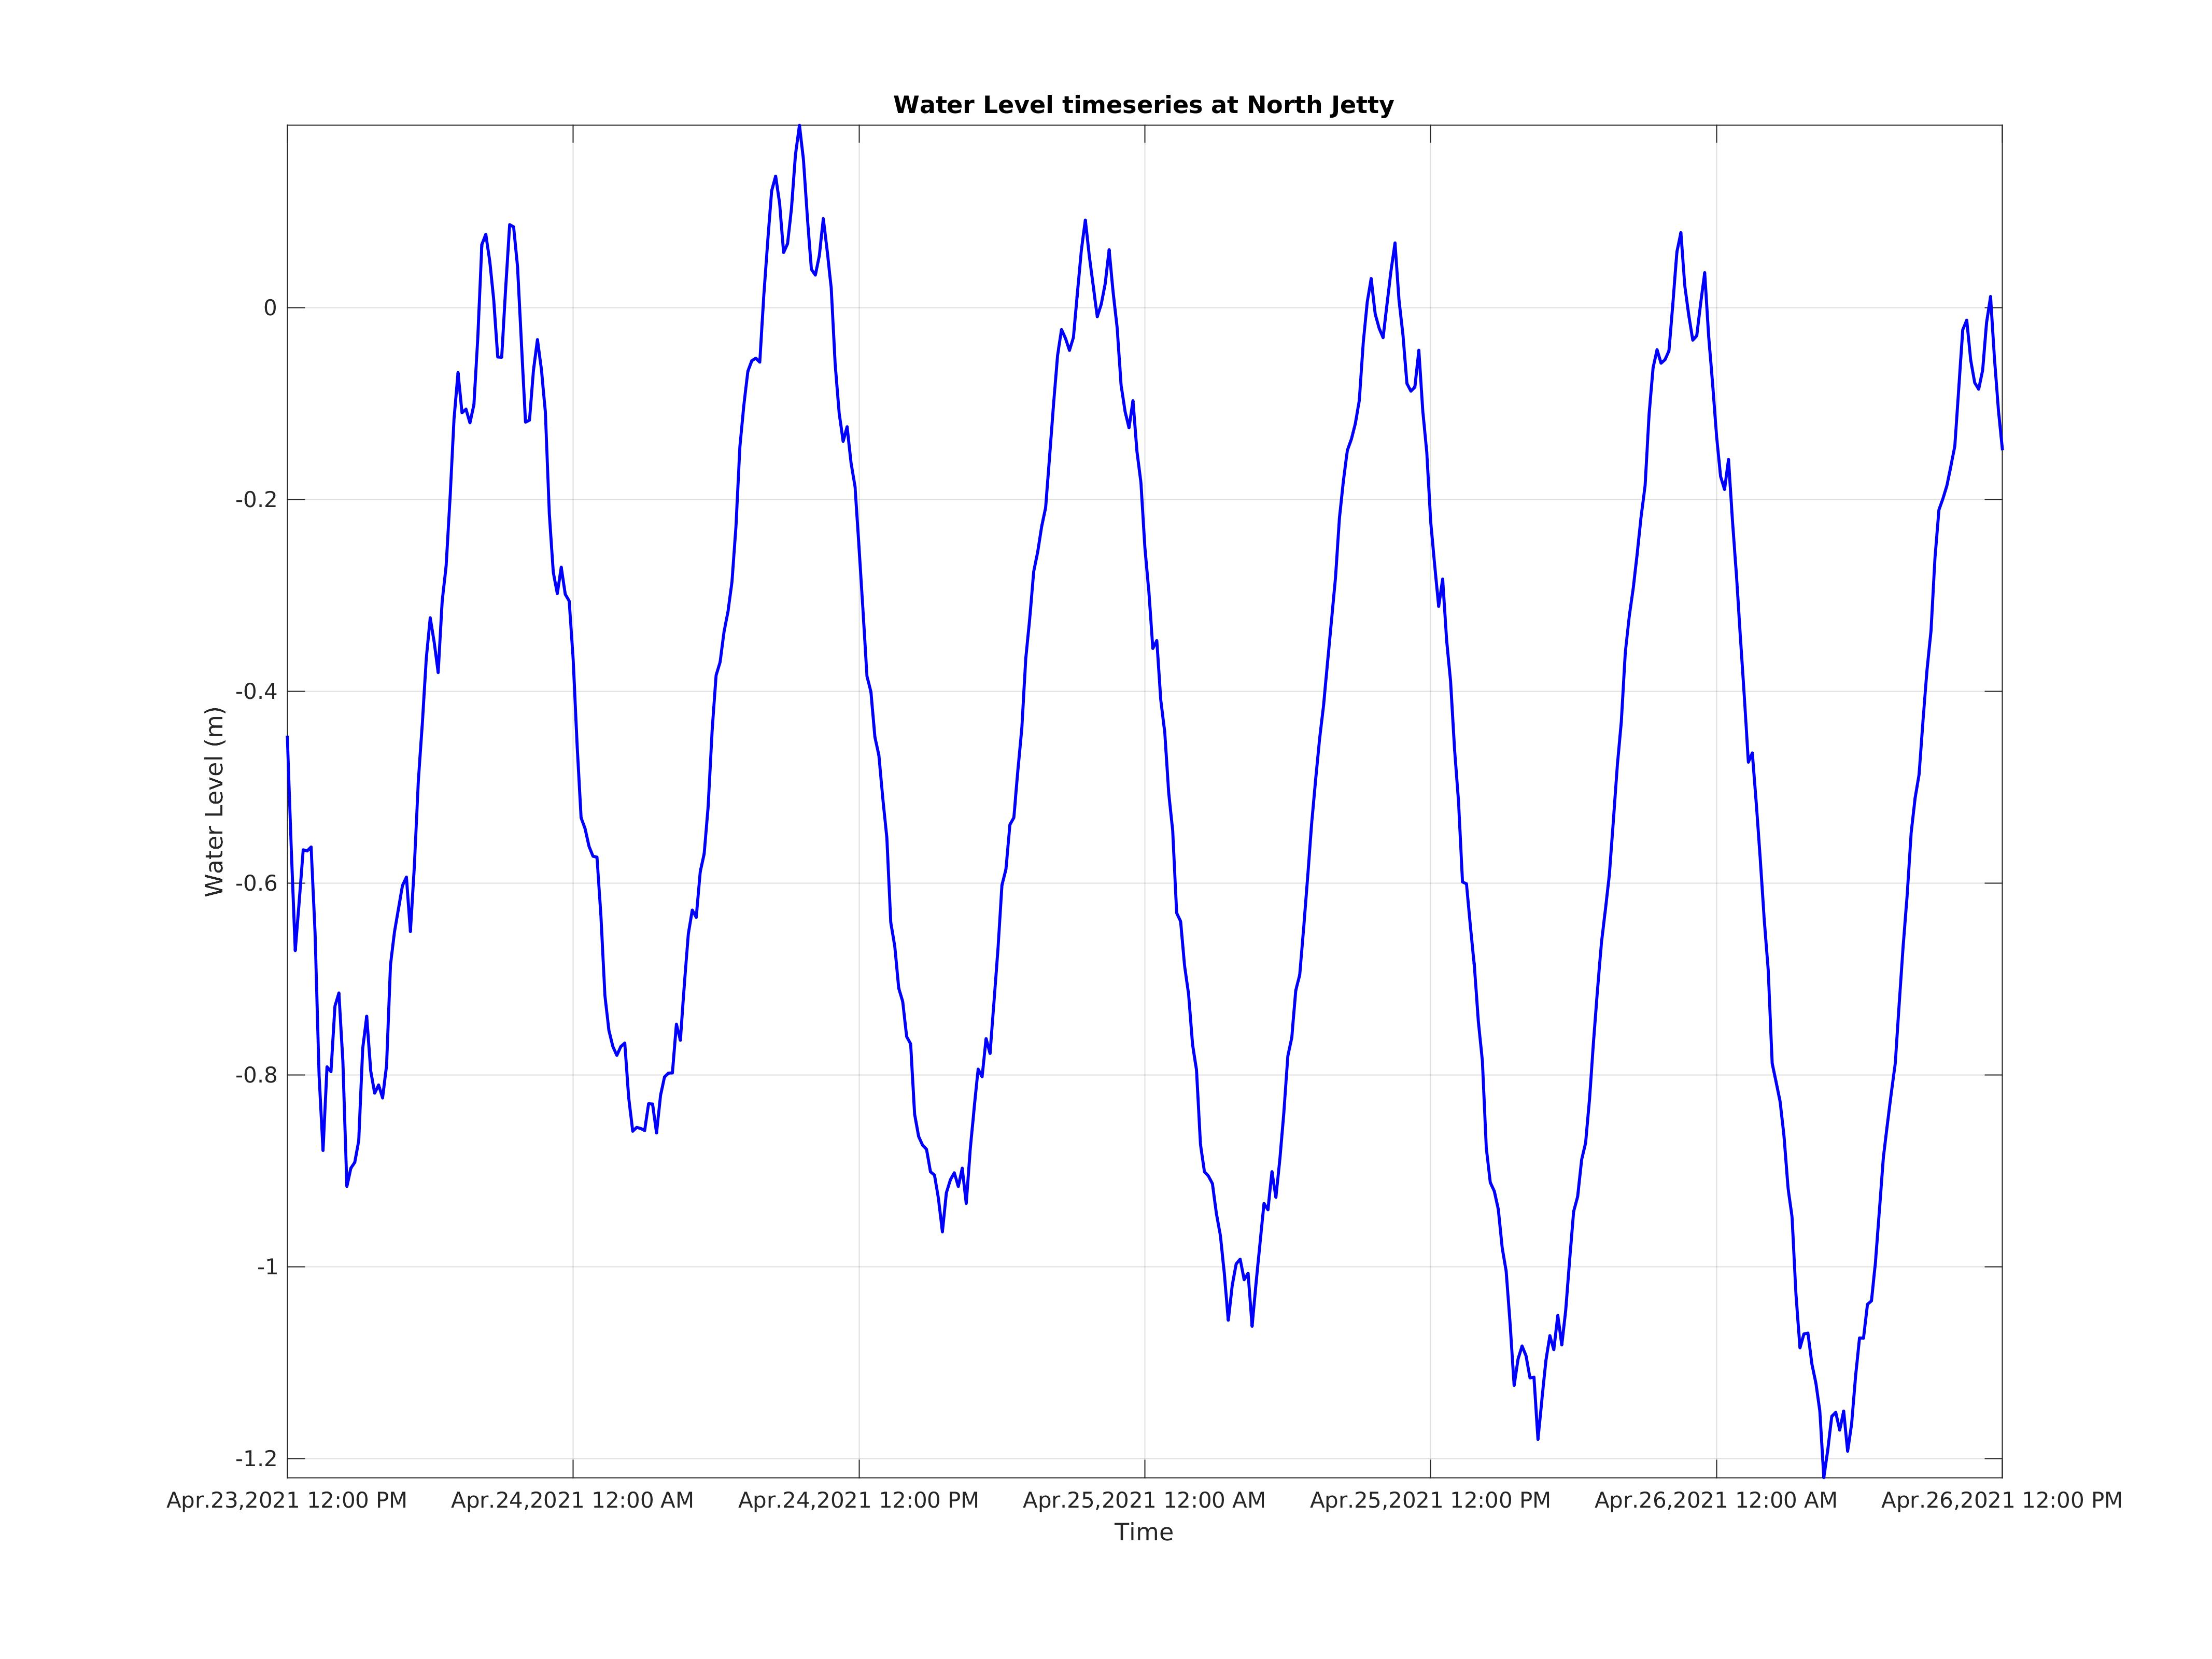 Water Level timeseries at North Jetty
Water Level (m)
0
-0.2
-0.4
-0.6
-0.8
-1
-1.2
Apr.23,2021 12:00 PM
Apr.24,2021 12:00 AM
Apr.24,2021 12:00 PM
Apr.25,2021 12:00 AM
Apr.25,2021 12:00 PM
Apr.26,2021 12:00 AM
Apr.26,2021 12:00 PM
Time